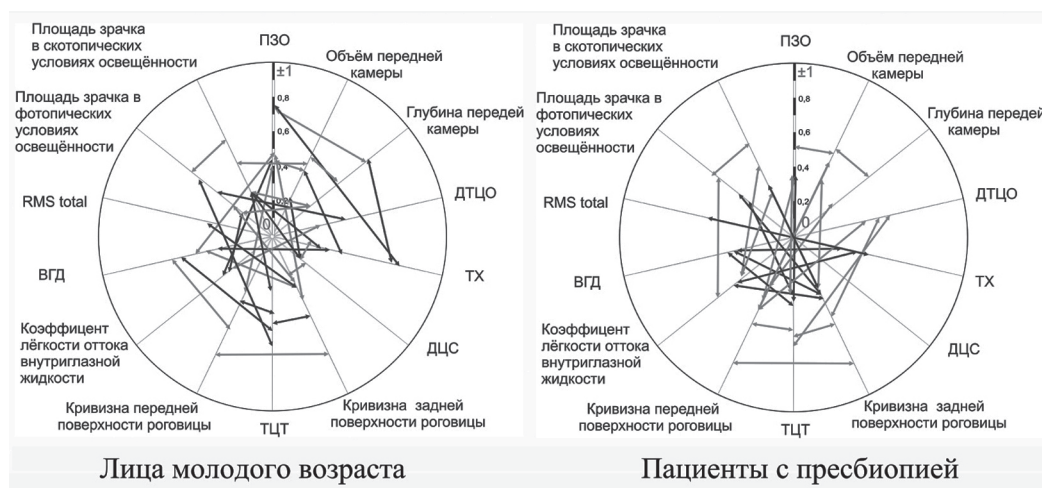 Площадь зрачка
в скотопических
условиях освещённости
ПЗО
Объём передней
камеры
Площадь зрачка в
фотопических
условиях
освещённости
Глубина передей
камеры
±1
0,8
0,6
0,4
0,2
0
RMS total
ДТЦО
ВГД
ТХ
Коэффицент
лёгкости оттока
внутриглазной
жидкости
ДЦС
Кривизна передней
поверхности роговицы
ТЦТ
Кривизна задней
поверхности роговицы
Лица молодого возраста
Площадь зрачка
в скотопических
условиях освещённости
ПЗО
Объём передней
камеры
Площадь зрачка в
фотопических
условиях
освещённости
Глубина передей
камеры
±1
0,8
0,6
0,4
0,2
0
RMS total
ДТЦО
ВГД
ТХ
Коэффицент
лёгкости оттока
внутриглазной
жидкости
ДЦС
Кривизна передней
поверхности роговицы
ТЦТ
Кривизна задней
поверхности роговицы
Пациенты с пресбиопией